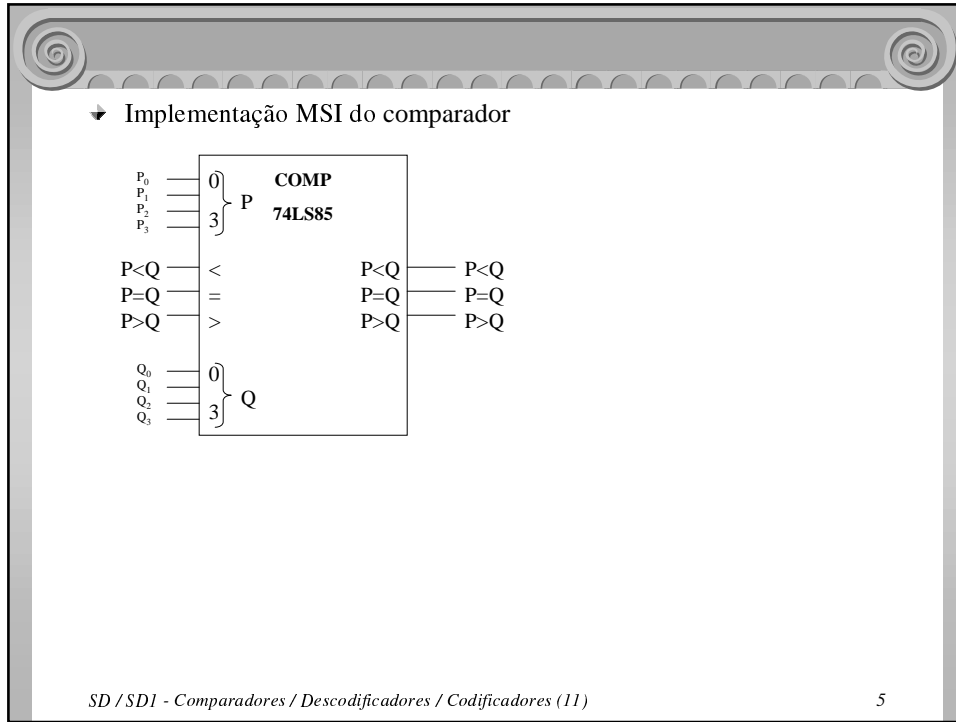 Implementação MSI do comparador
P₀
P₁
P₂
P₃
0
3
P
COMP
74LS85
P<Q < P<Q P<Q
P=Q = P=Q P=Q
P>Q > P>Q P>Q
Q₀
Q₁
Q₂
Q₃
0
3
Q
SD / SD1 - Comparadores / Descodificadores / Codificadores (11) 5